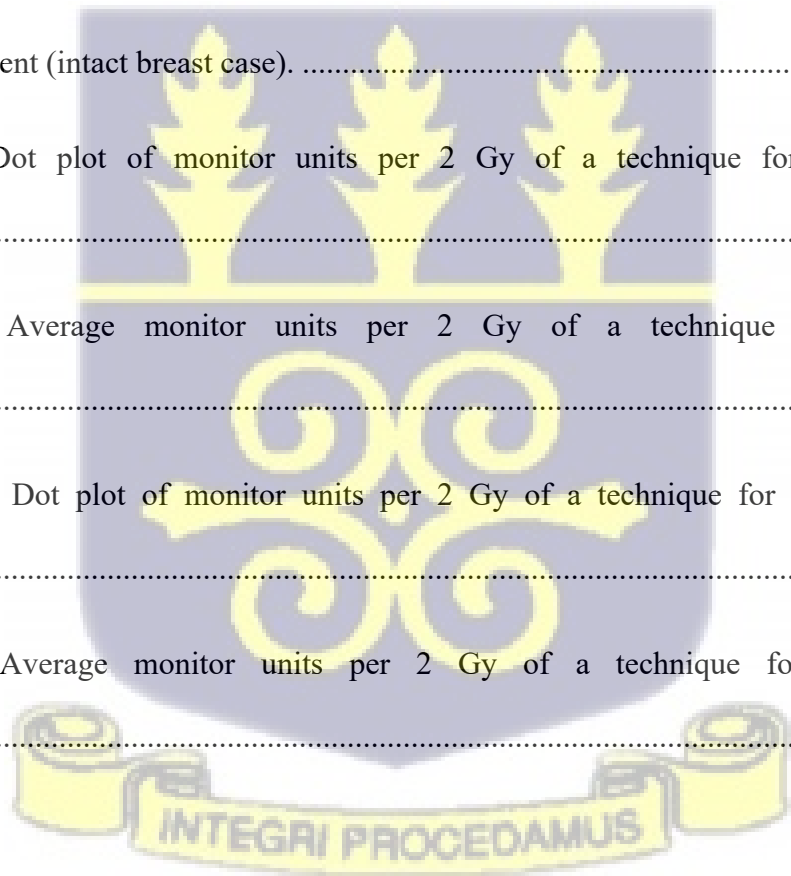 ent (intact breast case). ................................................................
Dot plot of monitor units per 2 Gy of a technique for
................................................................................
Average monitor units per 2 Gy of a technique
................................................................................
Dot plot of monitor units per 2 Gy of a technique for
................................................................................
Average monitor units per 2 Gy of a technique fo
................................................................................
INTEGRI PROCEDAMUS